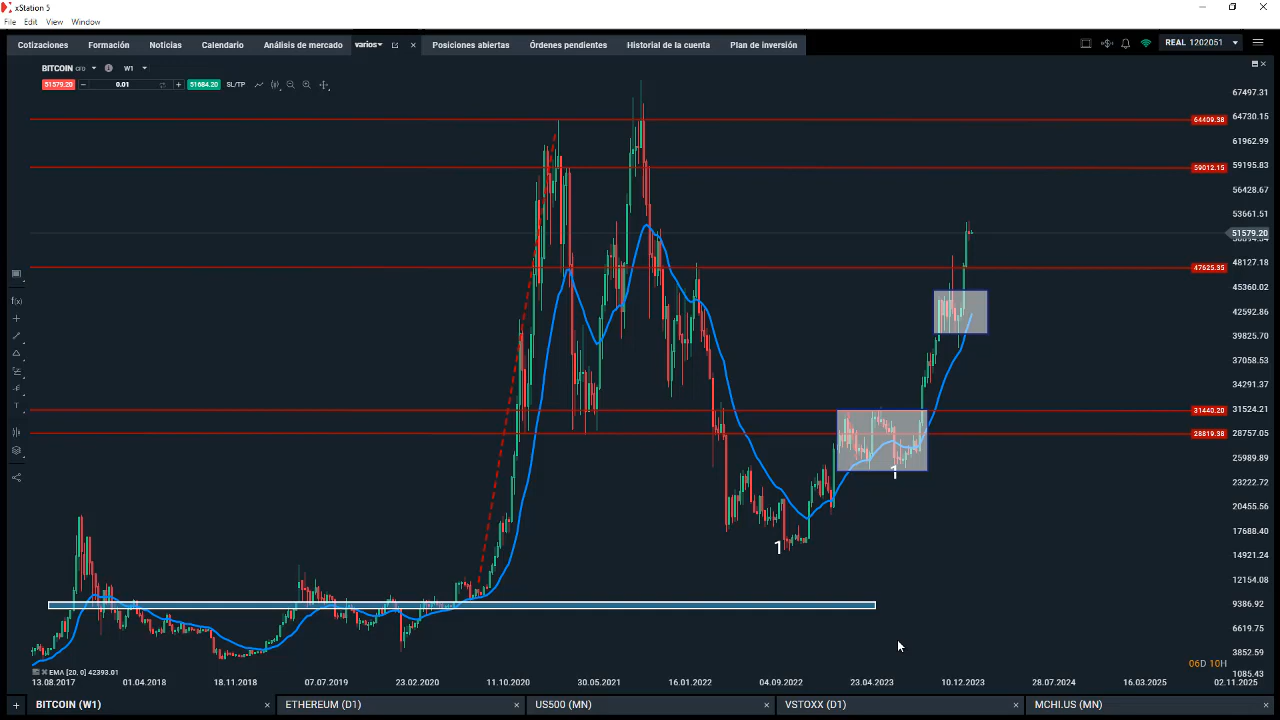 xStation 5
File Edit View Window
Cotizaciones Formación Noticias Calendario Análisis de mercado varios Posiciones abiertas Órdenes pendientes Historial de la cuenta Plan de inversión REAL 1202051
BITCOIN CFD W1
51579.20 0.01 51684.20 SL/TP
67497.31
64730.15
64409.38
61962.99
59195.83
59012.15
56428.67
53661.51
51579.20
48127.18
47625.35
45360.02
42592.86
39825.70
37058.53
34291.37
31524.21
31440.20
28757.05
28819.38
25989.89
23222.72
20455.56
17688.40
14921.24
12154.08
9386.92
6619.75
3852.59
1085.43
1
1
f(x)
T
06D 10H
EMA [20, 0] 42393.01
13.08.2017 01.04.2018 18.11.2018 07.07.2019 23.02.2020 11.10.2020 30.05.2021 16.01.2022 04.09.2022 23.04.2023 10.12.2023 28.07.2024 16.03.2025 02.11.2025
BITCOIN (W1) ETHEREUM (D1) US500 (MN) VSTOXX (D1) MCHI.US (MN)